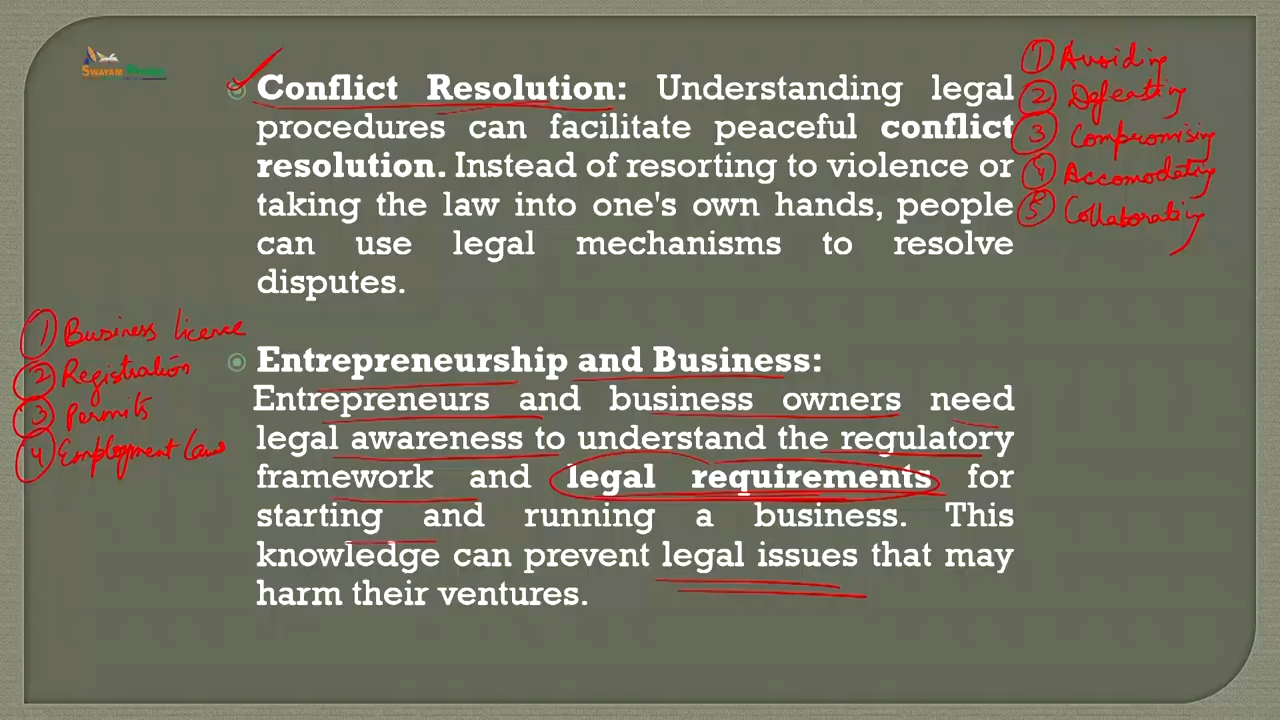 SWAYAM PRABHA
Conflict Resolution: Understanding legal
procedures can facilitate peaceful conflict
resolution. Instead of resorting to violence or
taking the law into one's own hands, people
can use legal mechanisms to resolve
disputes.
① Avoiding
② Defeating
③ Compromising
④ Accomodating
⑤ Collaborating
① Business licence
② Registration
③ Permits
④ Employment laws
Entrepreneurship and Business:
Entrepreneurs and business owners need
legal awareness to understand the regulatory
framework and legal requirements for
starting and running a business. This
knowledge can prevent legal issues that may
harm their ventures.